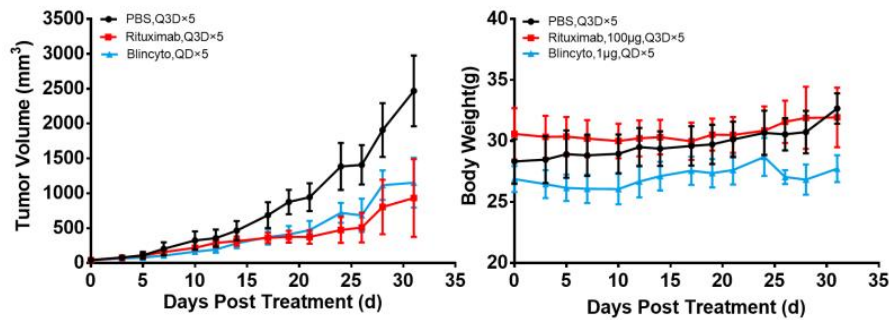 PBS,Q3D×5
Rituximab,Q3D×5
Blincyto,QD×5
Tumor Volume (mm³)
3500
3000
2500
2000
1500
1000
500
0
0 5 10 15 20 25 30 35
Days Post Treatment (d)
PBS,Q3D×5
Rituximab,100μg,Q3D×5
Blincyto,1μg,QD×5
Body Weight(g)
40
35
30
25
20
0 5 10 15 20 25 30 35
Days Post Treatment (d)